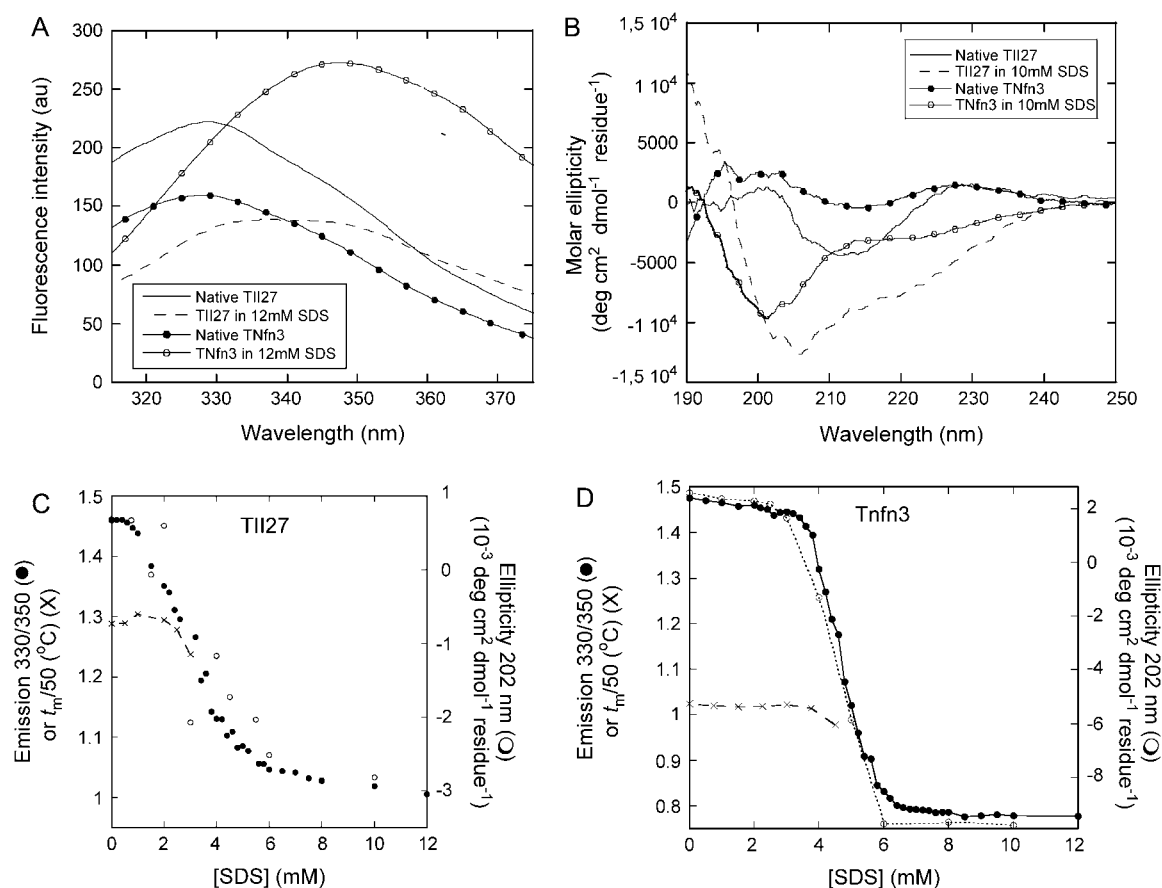 A
300
250
200
150
100
50
0
Fluorescence intensity (au)
Native TII27
TII27 in 12mM SDS
Native TNfn3
TNfn3 in 12mM SDS
320 330 340 350 360 370
Wavelength (nm)
B
1,5 10⁴
1 10⁴
5000
0
-5000
-1 10⁴
-1,5 10⁴
Molar ellipticity
(deg cm² dmol⁻¹ residue⁻¹)
Native TII27
TII27 in 10mM SDS
Native TNfn3
TNfn3 in 10mM SDS
190 200 210 220 230 240 250
Wavelength (nm)
C
TII27
1.5
1.4
1.3
1.2
1.1
1
Emission 330/350 (●)
or tm/50 (°C) (X)
1
0
-1
-2
-3
Ellipticity 202 nm (O)
(10⁻³ deg cm² dmol⁻¹ residue⁻¹)
0 2 4 6 8 10 12
[SDS] (mM)
D
Tnfn3
1.5
1.4
1.3
1.2
1.1
1
0.9
0.8
Emission 330/350 (●)
or tm/50 (°C) (X)
2
0
-2
-4
-6
-8
Ellipticity 202 nm (O)
(10⁻³ deg cm² dmol⁻¹ residue⁻¹)
0 2 4 6 8 10 12
[SDS] (mM)